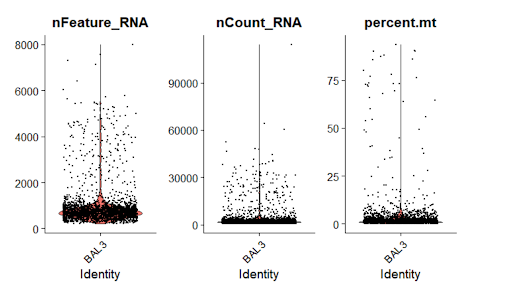 nFeature_RNA
8000
6000
4000
2000
0
BAL3
Identity
nCount_RNA
90000
60000
30000
0
BAL3
Identity
percent.mt
75
50
25
0
BAL3
Identity